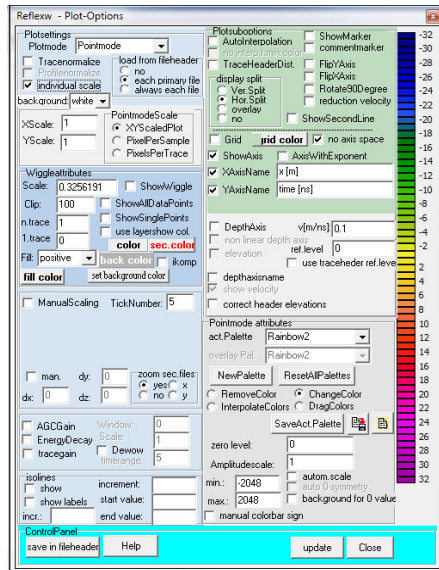 Reflexw - Plot-Options
Plotsettings
Plotmode Pointmode
Tracenormalize
Profilenormalize
individual scale
load from fileheader
no
each primary file
always each file
background: white
XScale: 1
YScale: 1
PointmodeScale
XYScaledPlot
PixelPerSample
PixelsPerTrace
Wiggleattributes
Scale: 0.3256191 ShowWiggle
Clip: 100 ShowAllDataPoints
n.trace 1 ShowSinglePoints
1.trace 0 use layershow col.
color sec.color
Fill: positive back color ikomp
fill color set background color
ManualScaling TickNumber: 5
man. dy: 0
dx: 0 dz: 0
zoom sec.files
yes x
no y
AGCGain Window: 0
EnergyDecay Scale: 1
tracegain Dewow
timerange: 5
isolines
show
show labels
incr.:
increment:
start value:
end value:
Plotsuboptions
AutoInterpolation
no interpit.min.color
TraceHeaderDist.
ShowMarker
commentmarker
FlipYAxis
FlipXAxis
Rotate90Degree
reduction velocity
display split
Ver.Split
Hor.Split
overlay
no
ShowSecondLine
Grid grid color no axis space
ShowAxis AxisWithExponent
XAxisName x [m]
YAxisName time [ns]
DepthAxis v[m/ns]: 0.1
non linear depth axis
elevation ref.level 0
use traceheder ref.level
depthaxisname
show velocity
correct header elevations
Pointmode attributes
act.Palette Rainbow2
overlay Pal. Rainbow2
NewPalette ResetAllPalettes
RemoveColor ChangeColor
InterpolateColors DragColors
SaveAct.Palette
zero level: 0
Amplitudescale: 1
min.: -2048 autom.scale
auto 0-symmetry
max.: 2048 background for 0 value
manual colorbar sign
-32
-30
-28
-26
-24
-22
-20
-18
-16
-14
-12
-10
-8
-6
-4
-2
2
4
6
8
10
12
14
16
18
20
22
24
26
28
30
32
ControlPanel
save in fileheader Help update Close